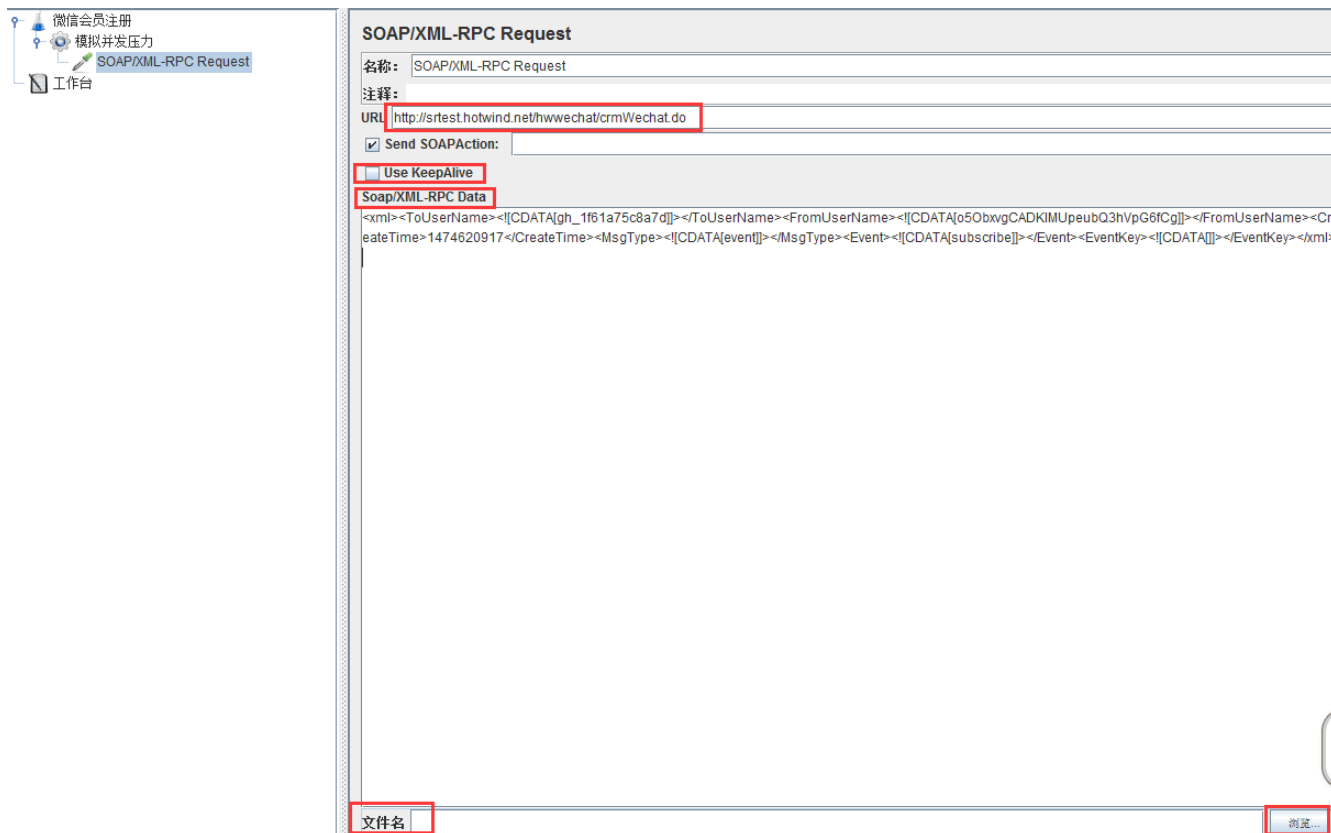 微信会员注册
模拟并发压力
SOAP/XML-RPC Request
工作台
SOAP/XML-RPC Request
名称： SOAP/XML-RPC Request
注释：
URL http://srtest.hotwind.net/hwwechat/crmWechat.do
Send SOAPAction:
Use KeepAlive
Soap/XML-RPC Data
<xml><ToUserName><![CDATA[gh_1f61a75c8a7d]]></ToUserName><FromUserName><![CDATA[o5ObxvgCADKlMUpeubQ3hVpG6fCg]]></FromUserName><Cr
eateTime>1474620917</CreateTime><MsgType><![CDATA[event]]></MsgType><Event><![CDATA[subscribe]]></Event><EventKey><![CDATA[]]></EventKey></xml>
文件名 浏览...